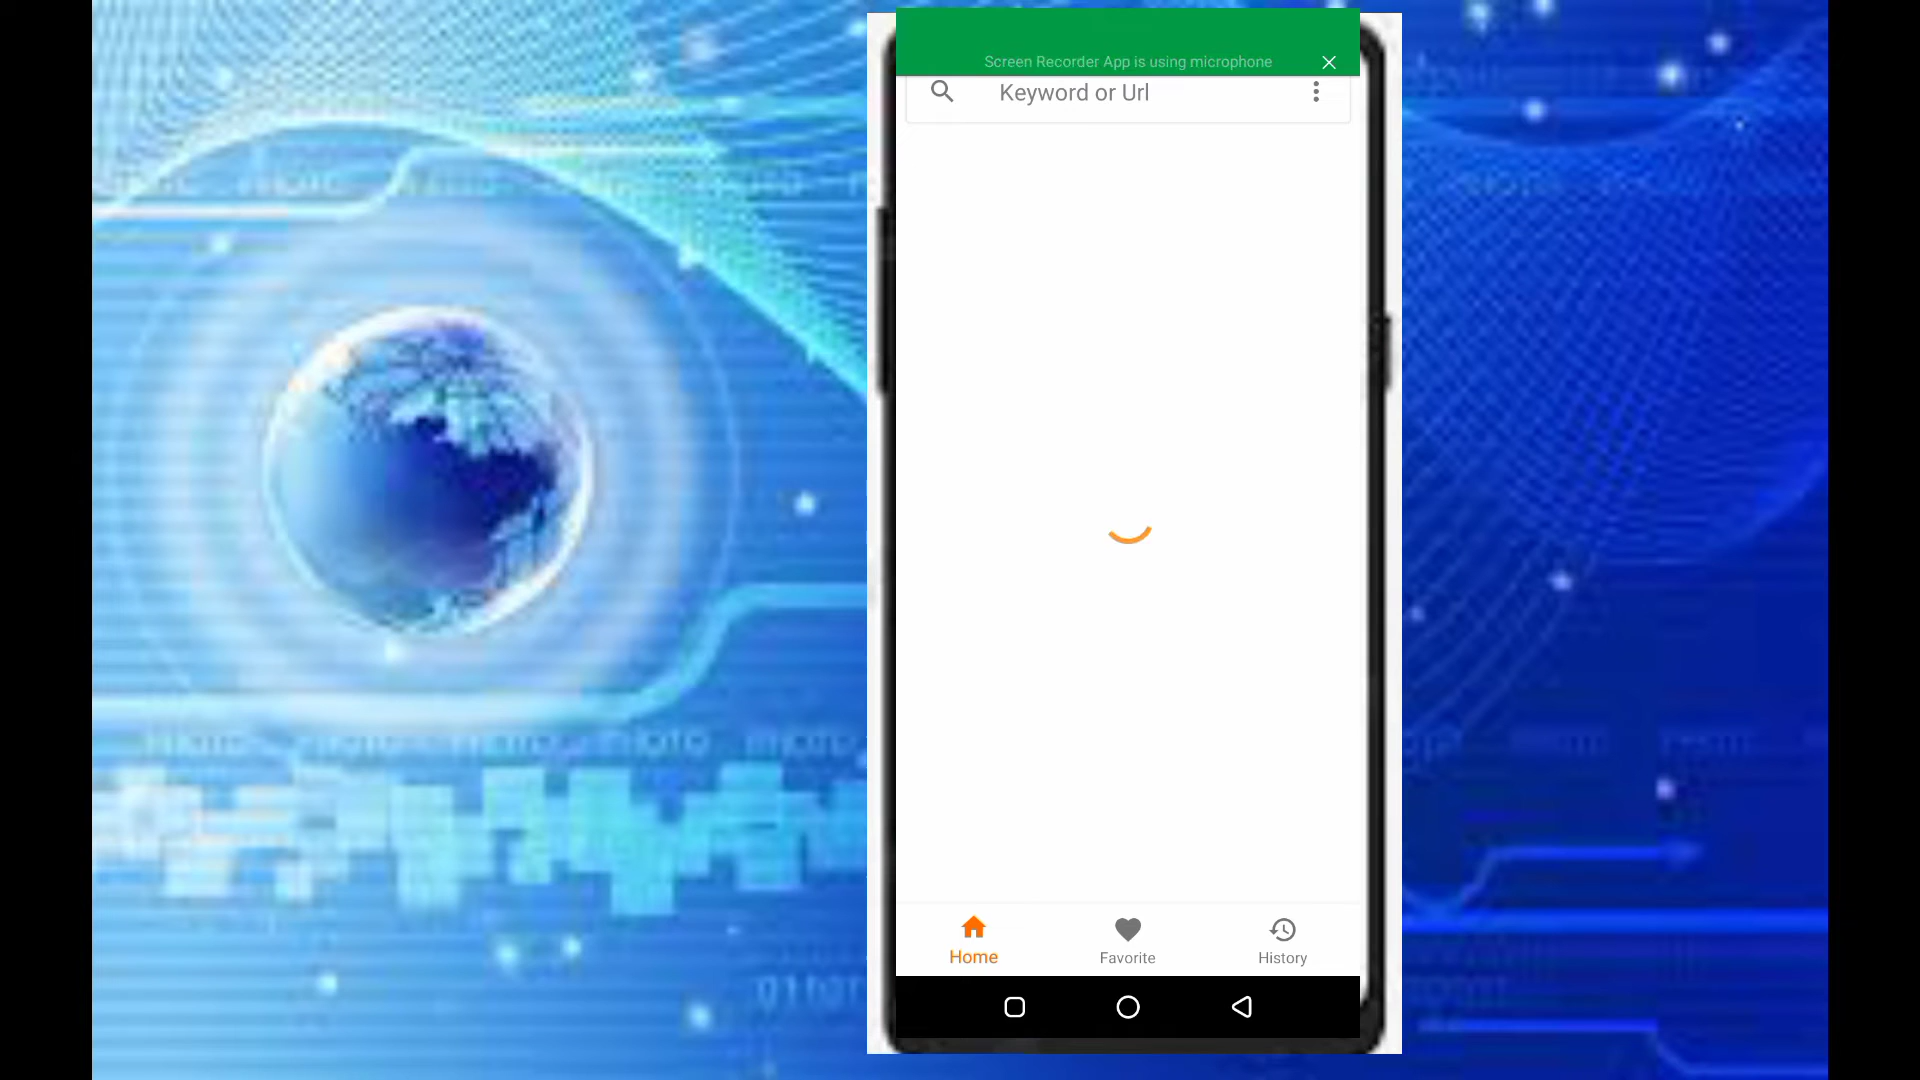 Screen Recorder App is using microphone
Keyword or Url
Home
Favorite
History